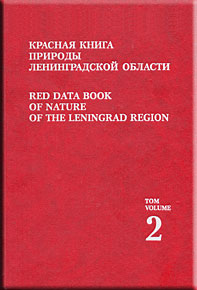 КРАСНАЯ КНИГА
ПРИРОДЫ
ЛЕНИНГРАДСКОЙ ОБЛАСТИ
RED DATA BOOK
OF NATURE
OF THE LENINGRAD REGION
ТОМ
VOLUME
2